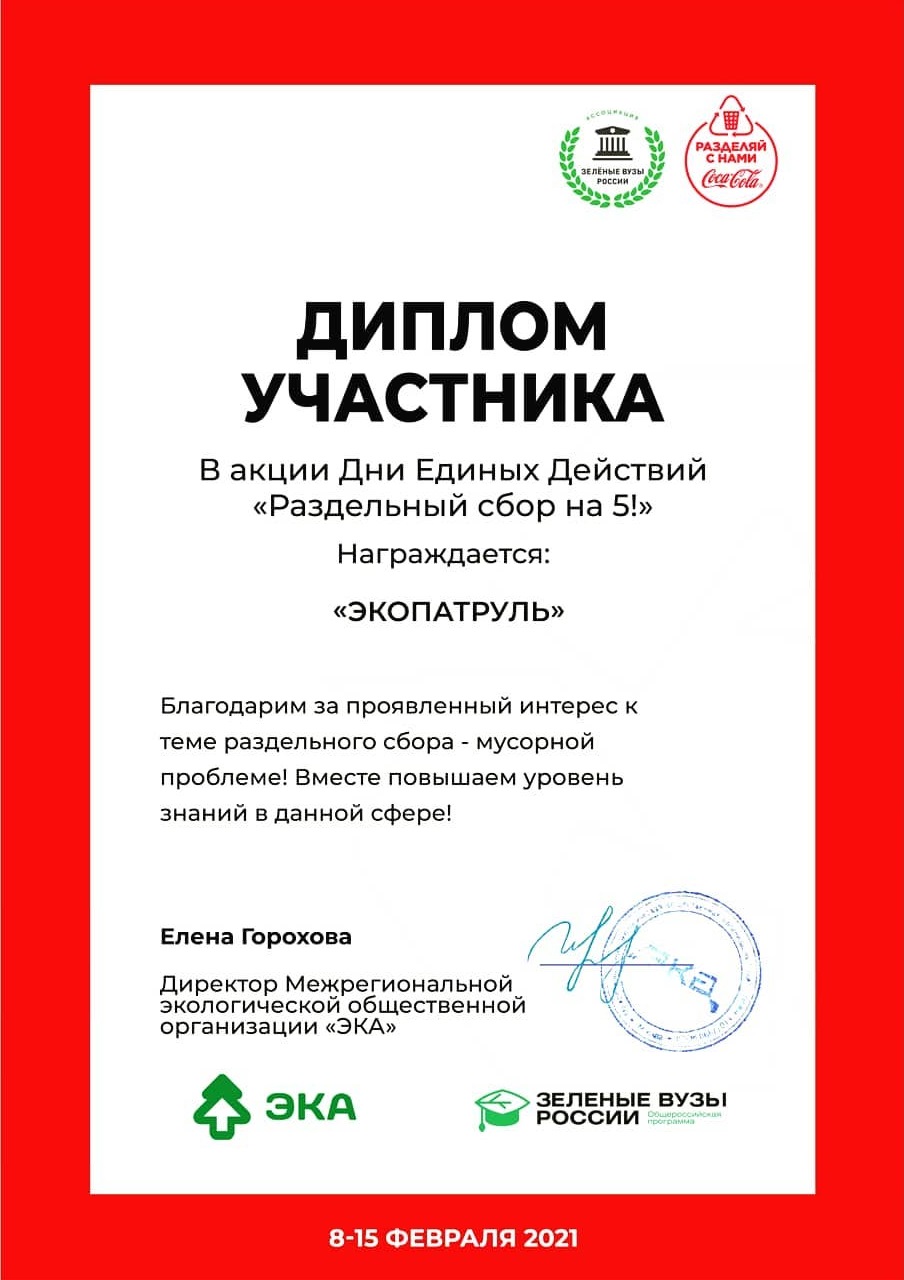 АССОЦИАЦИЯ
ЗЕЛЁНЫЕ ВУЗЫ
РОССИИ
РАЗДЕЛЯЙ
С НАМИ
Coca-Cola
ДИПЛОМ
УЧАСТНИКА
В акции Дни Единых Действий
«Раздельный сбор на 5!»
Награждается:
«ЭКОПАТРУЛЬ»
Благодарим за проявленный интерес к
теме раздельного сбора - мусорной
проблеме! Вместе повышаем уровень
знаний в данной сфере!
Елена Горохова
Директор Межрегиональной
экологической общественной
организации «ЭКА»
ЭКА
ЗЕЛЕНЫЕ ВУЗЫ
РОССИИ Общероссийская
программа
8-15 ФЕВРАЛЯ 2021